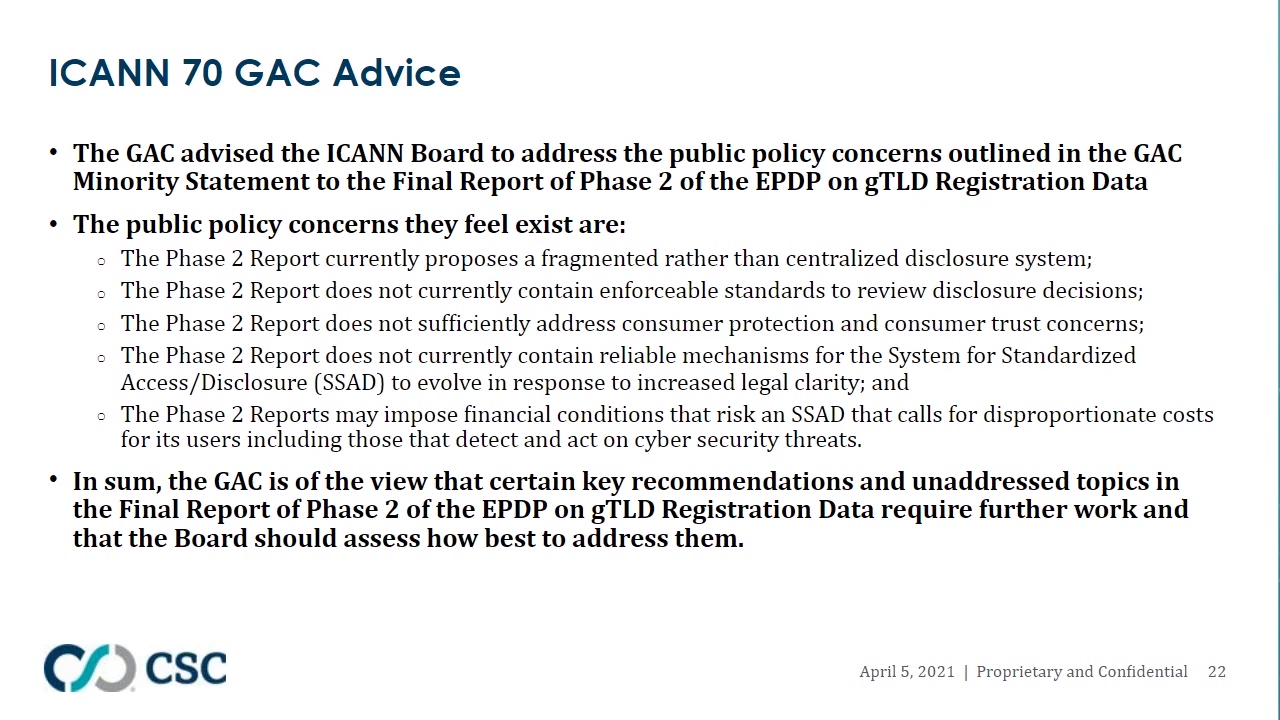 ICANN 70 GAC Advice
• The GAC advised the ICANN Board to address the public policy concerns outlined in the GAC
Minority Statement to the Final Report of Phase 2 of the EPDP on gTLD Registration Data
• The public policy concerns they feel exist are:
○ The Phase 2 Report currently proposes a fragmented rather than centralized disclosure system;
○ The Phase 2 Report does not currently contain enforceable standards to review disclosure decisions;
○ The Phase 2 Report does not sufficiently address consumer protection and consumer trust concerns;
○ The Phase 2 Report does not currently contain reliable mechanisms for the System for Standardized
Access/Disclosure (SSAD) to evolve in response to increased legal clarity; and
○ The Phase 2 Reports may impose financial conditions that risk an SSAD that calls for disproportionate costs
for its users including those that detect and act on cyber security threats.
• In sum, the GAC is of the view that certain key recommendations and unaddressed topics in
the Final Report of Phase 2 of the EPDP on gTLD Registration Data require further work and
that the Board should assess how best to address them.
CSC
April 5, 2021 | Proprietary and Confidential 22